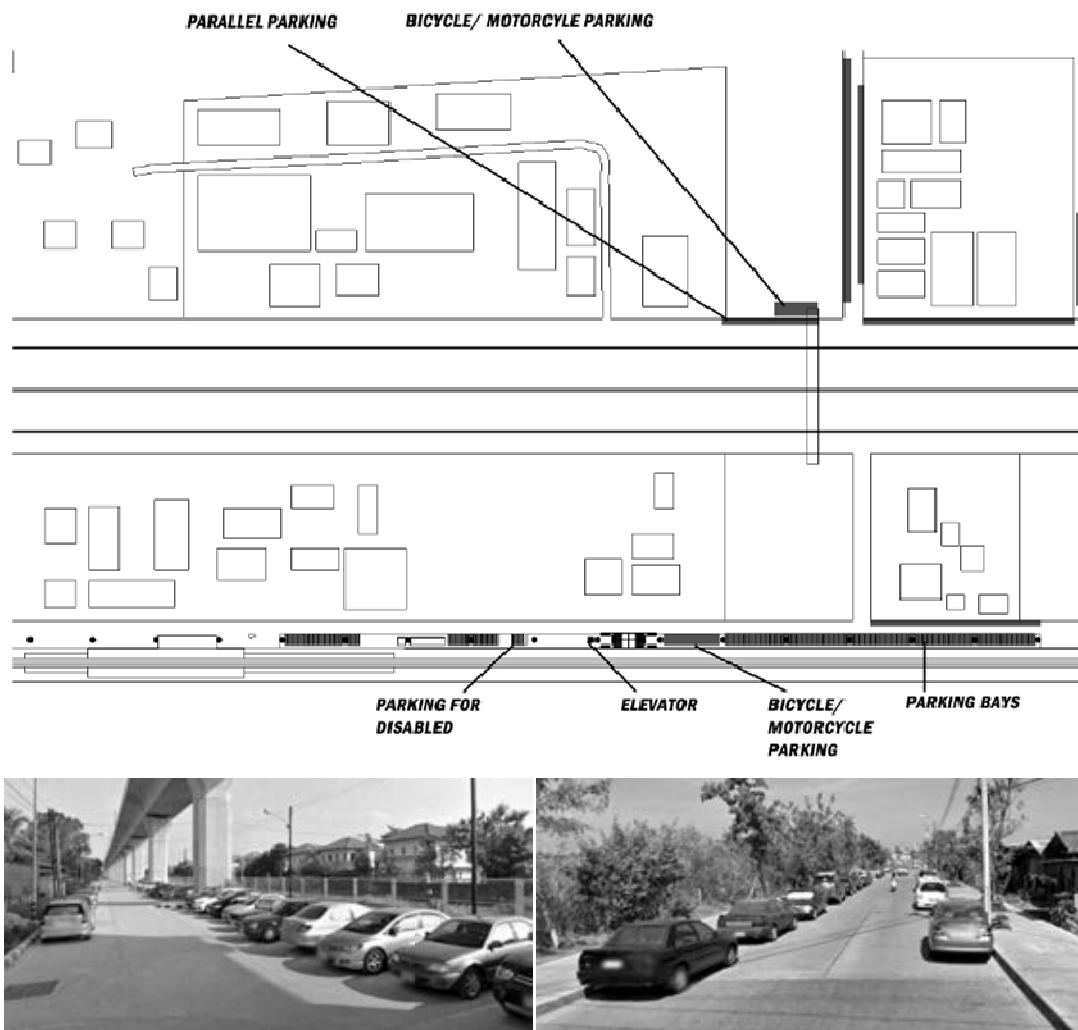 PARALLEL PARKING
BICYCLE/ MOTORCYLE PARKING
PARKING FOR
DISABLED
ELEVATOR
BICYCLE/
MOTORCYCLE
PARKING
PARKING BAYS